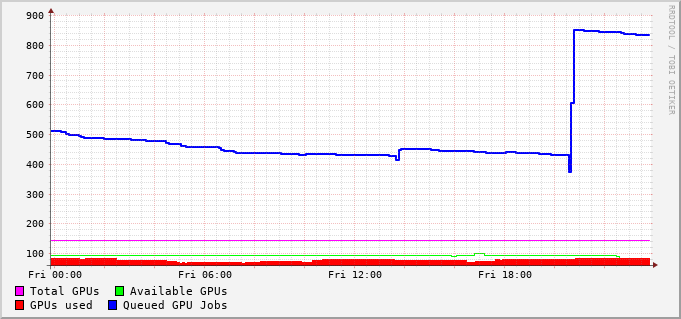 900
800
700
600
500
400
300
200
100
Fri 00:00 Fri 06:00 Fri 12:00 Fri 18:00
Total GPUs Available GPUs
GPUs used Queued GPU Jobs
RRDTOOL / TOBI OETIKER